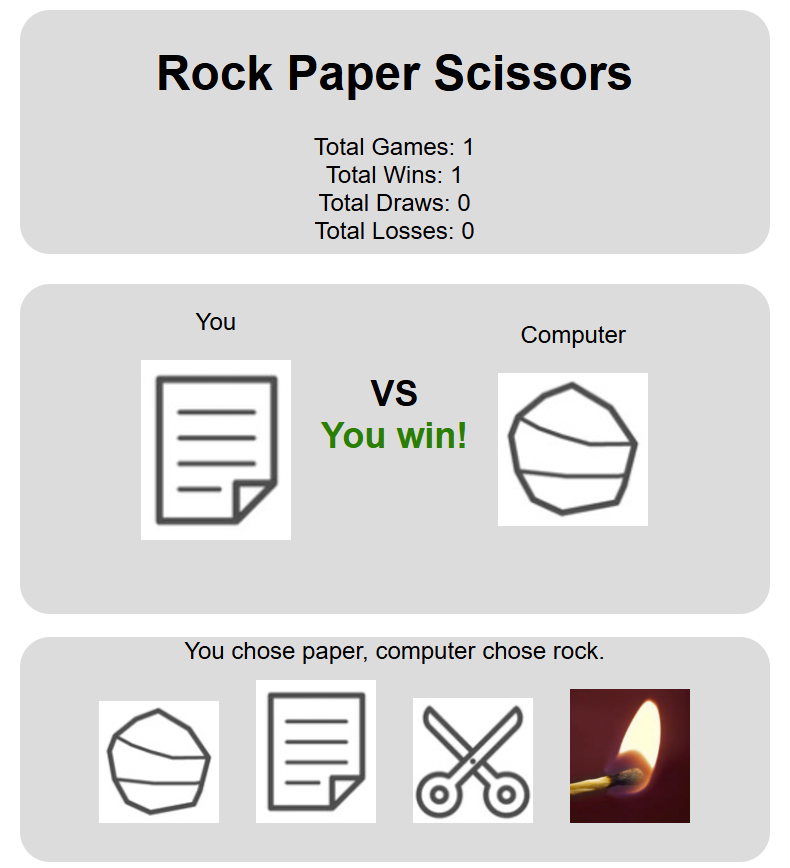 Rock Paper Scissors
Total Games: 1
Total Wins: 1
Total Draws: 0
Total Losses: 0
You
Computer
VS
You win!
You chose paper, computer chose rock.